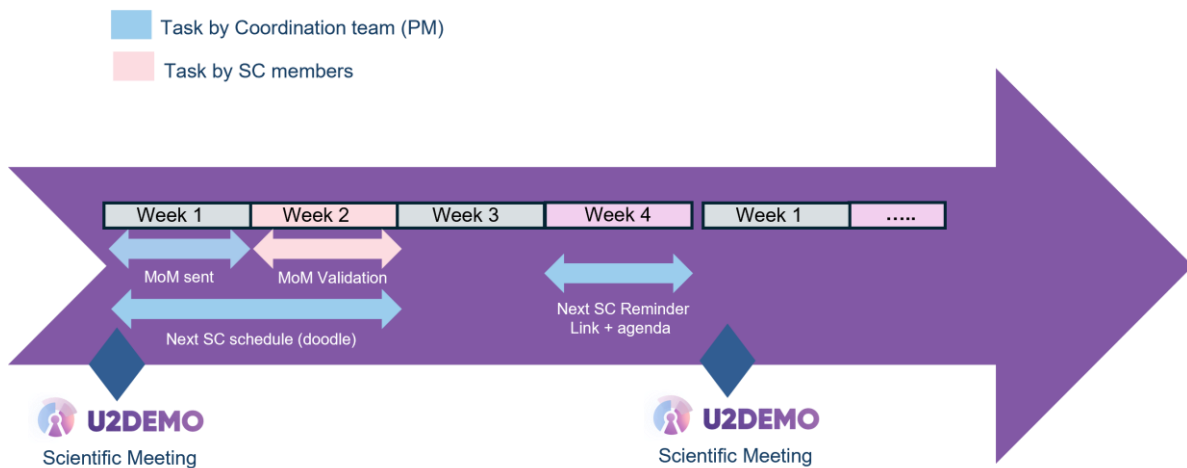 Task by Coordination team (PM)
Task by SC members
Week 1
Week 2
Week 3
Week 4
Week 1
.....
MoM sent
MoM Validation
Next SC schedule (doodle)
Next SC Reminder
Link + agenda
U2DEMO
Scientific Meeting
U2DEMO
Scientific Meeting